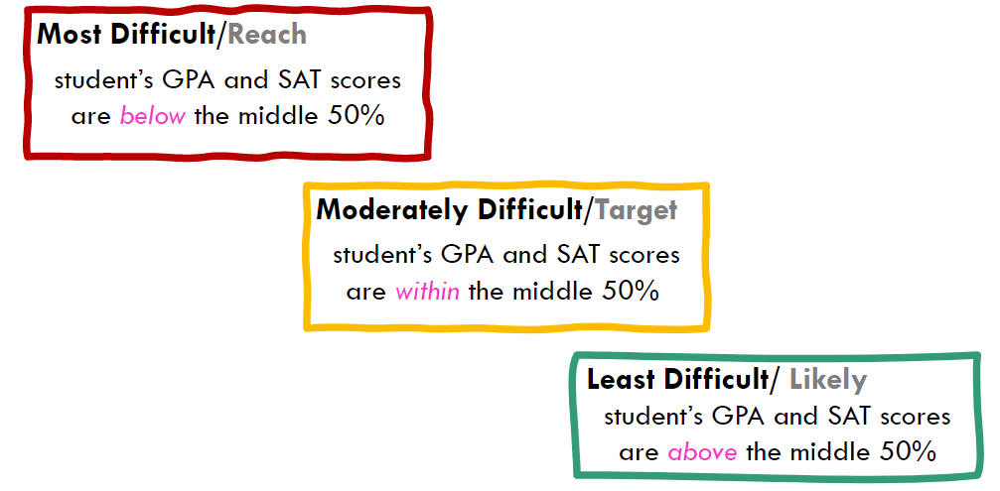 Most Difficult/Reach
student’s GPA and SAT scores
are below the middle 50%
Moderately Difficult/Target
student’s GPA and SAT scores
are within the middle 50%
Least Difficult/ Likely
student’s GPA and SAT scores
are above the middle 50%